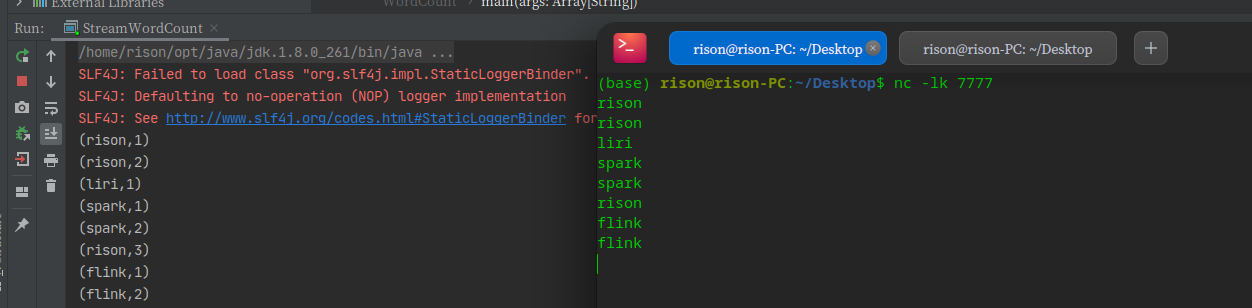 External Libraries
WordCount
main(args: Array[String])
Run:
StreamWordCount
/home/rison/opt/java/jdk.1.8.0_261/bin/java ...
SLF4J: Failed to load class "org.slf4j.impl.StaticLoggerBinder".
SLF4J: Defaulting to no-operation (NOP) logger implementation
SLF4J: See http://www.slf4j.org/codes.html#StaticLoggerBinder for
(rison,1)
(rison,2)
(liri,1)
(spark,1)
(spark,2)
(rison,3)
(flink,1)
(flink,2)
rison@rison-PC: ~/Desktop
rison@rison-PC: ~/Desktop
(base) rison@rison-PC:~/Desktop$ nc -lk 7777
rison
rison
liri
spark
spark
rison
flink
flink